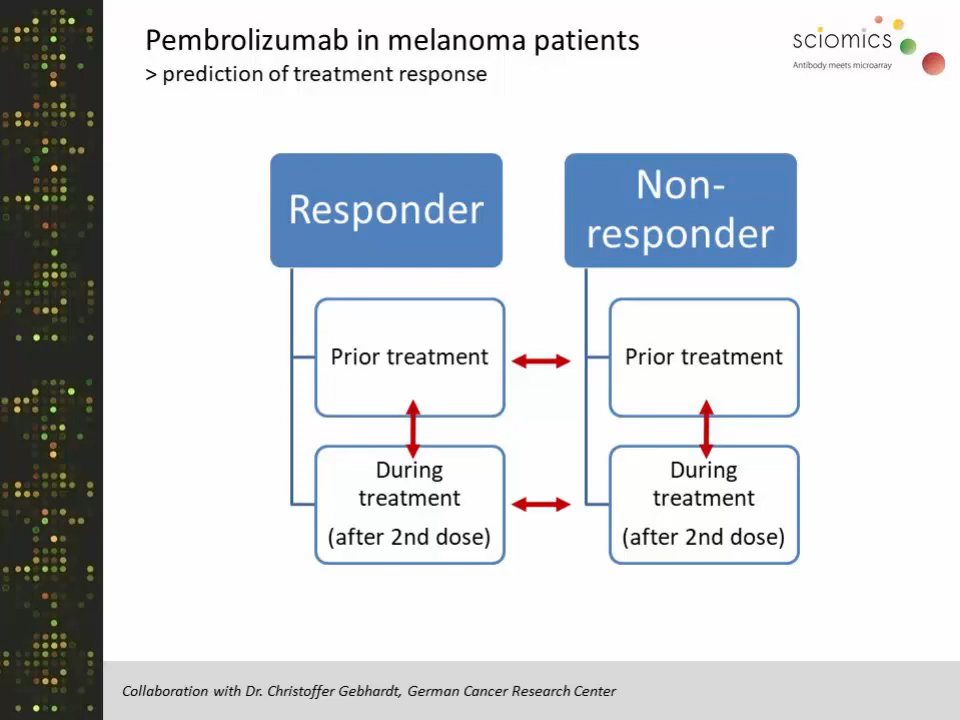 Pembrolizumab in melanoma patients
> prediction of treatment response
sciomics
Antibody meets microarray
Responder
Non-
responder
Prior treatment
Prior treatment
During
treatment
(after 2nd dose)
During
treatment
(after 2nd dose)
Collaboration with Dr. Christoffer Gebhardt, German Cancer Research Center